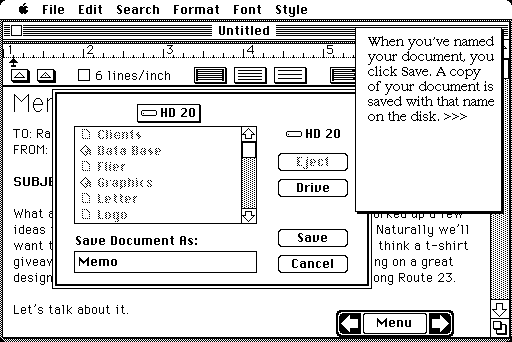 File Edit Search Format Font Style
Untitled
1 2 3 4
6 lines/inch
When you've named
your document, you
click Save. A copy
of your document is
saved with that name
on the disk. >>>
TO: Ra
FROM:
SUBJE
HD 20
Clients
Data Base
Flier
Graphics
Letter
Logo
HD 20
Eject
Drive
Save Document As:
Memo
Save
Cancel
What a orked up a few
ideas Naturally we'll
want t think a t-shirt
giveav ng on a great
design ong Route 23.
Let's talk about it.
Menu